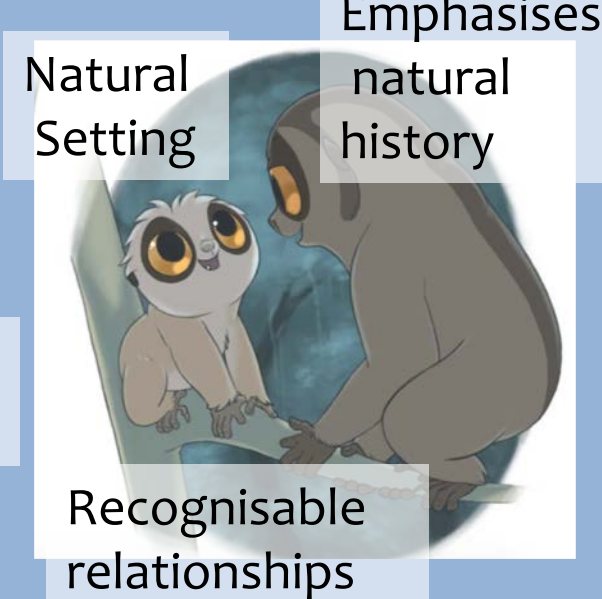 Emphasises
natural
history
Natural
Setting
Recognisable
relationships